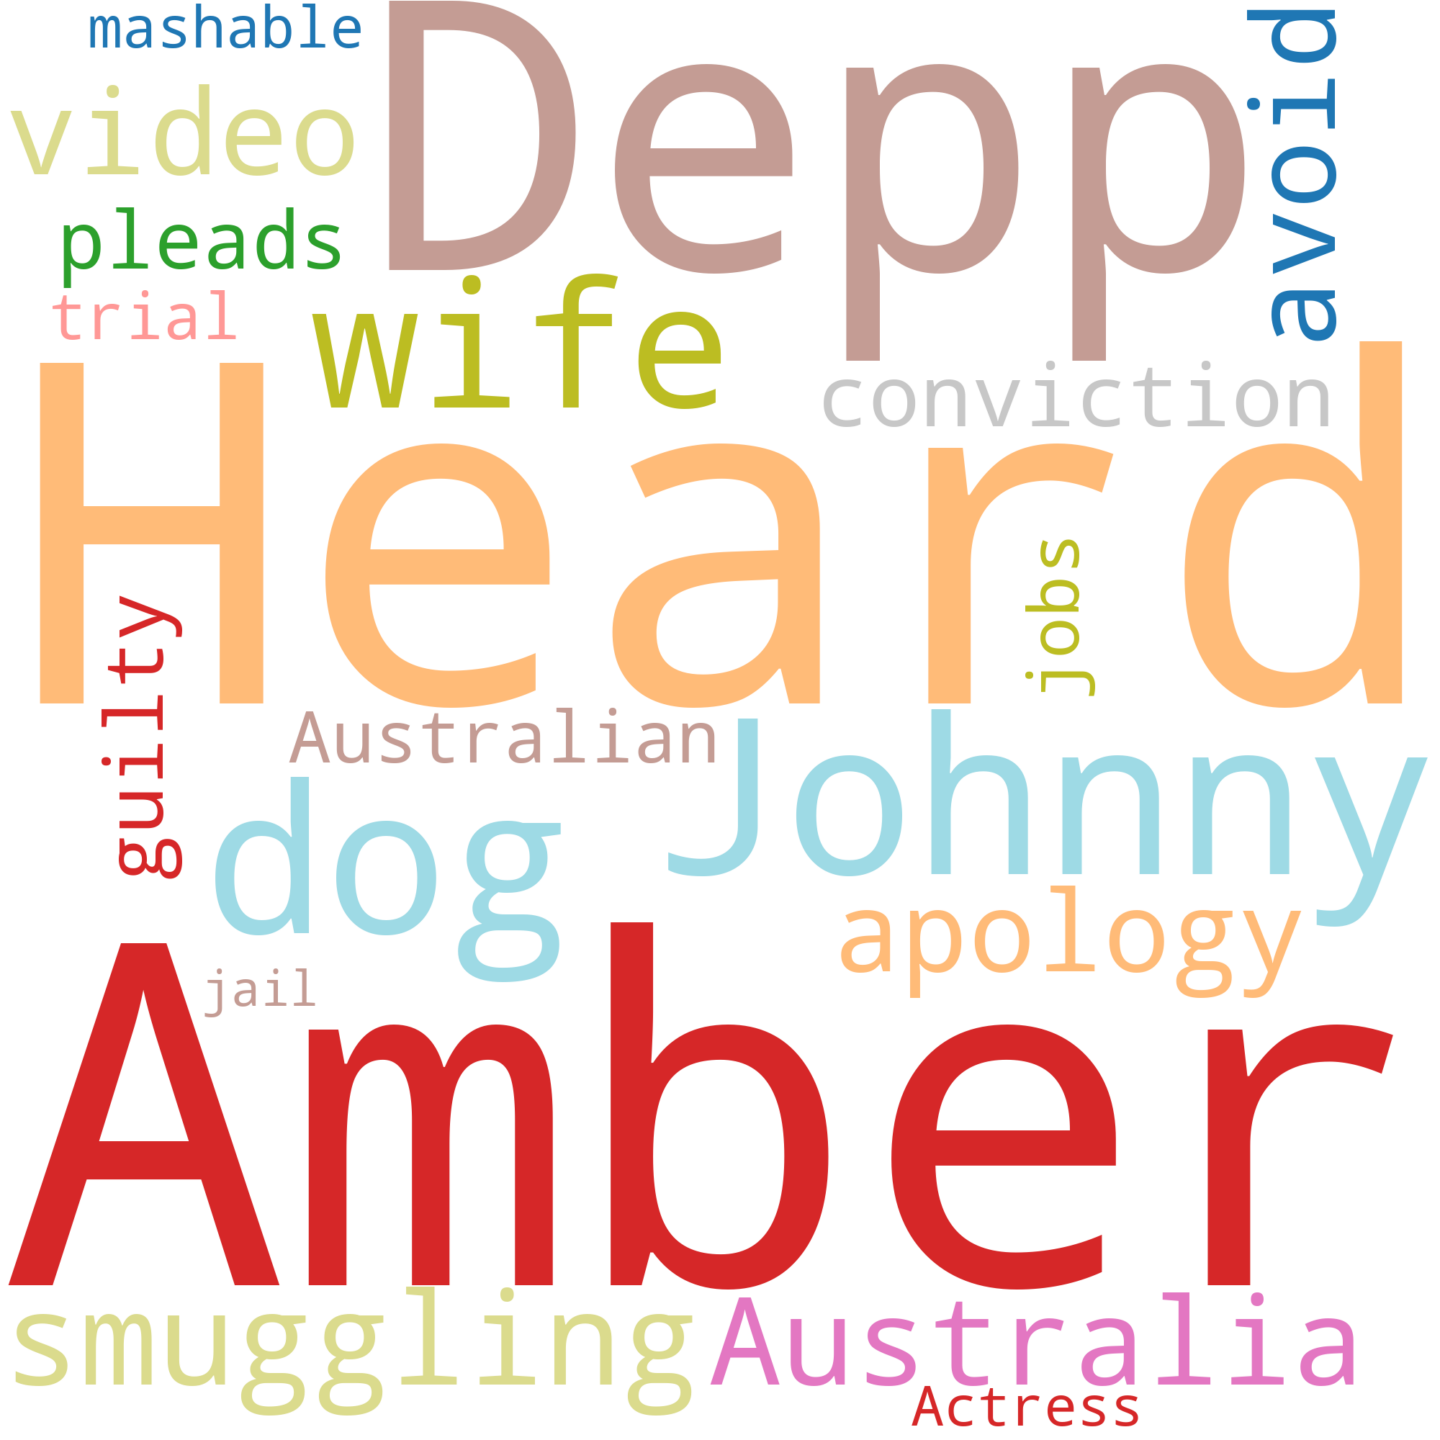 mashable
Depp
avoid
video
pleads
trial
wife
conviction
Heard
jobs
guilty
Australian
Johnny
dog
apology
jail
Amber
smuggling
Australia
Actress